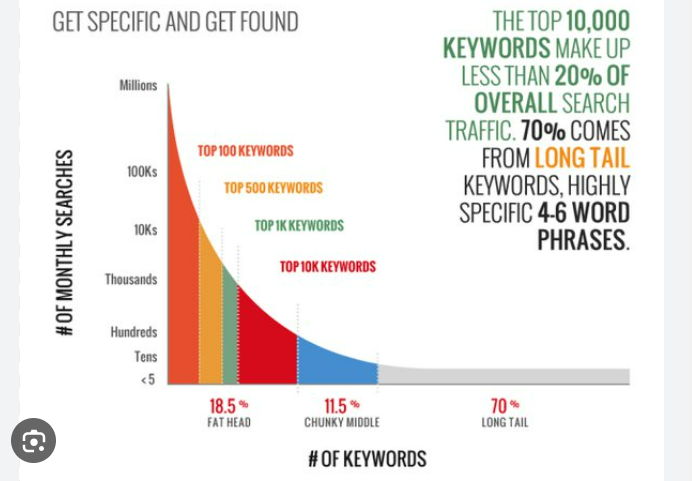 GET SPECIFIC AND GET FOUND
THE TOP 10,000
KEYWORDS MAKE UP
LESS THAN 20% OF
OVERALL SEARCH
TRAFFIC. 70% COMES
FROM LONG TAIL
KEYWORDS, HIGHLY
SPECIFIC 4-6 WORD
PHRASES.
# OF MONTHLY SEARCHES
Millions
100Ks
10Ks
Thousands
Hundreds
Tens
<5
TOP 100 KEYWORDS
TOP 500 KEYWORDS
TOP 1K KEYWORDS
TOP 10K KEYWORDS
18.5 %
FAT HEAD
11.5 %
CHUNKY MIDDLE
70 %
LONG TAIL
# OF KEYWORDS